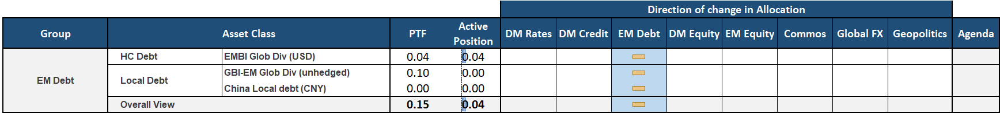 Direction of change in Allocation
Group Asset Class PTF Active Position DM Rates DM Credit EM Debt DM Equity EM Equity Commos Global FX Geopolitics Agenda
EM Debt
HC Debt EMBI Glob Div (USD) 0.04 0.04
Local Debt GBI-EM Glob Div (unhedged) 0.10 0.00
China Local debt (CNY) 0.00 0.00
Overall View 0.15 0.04